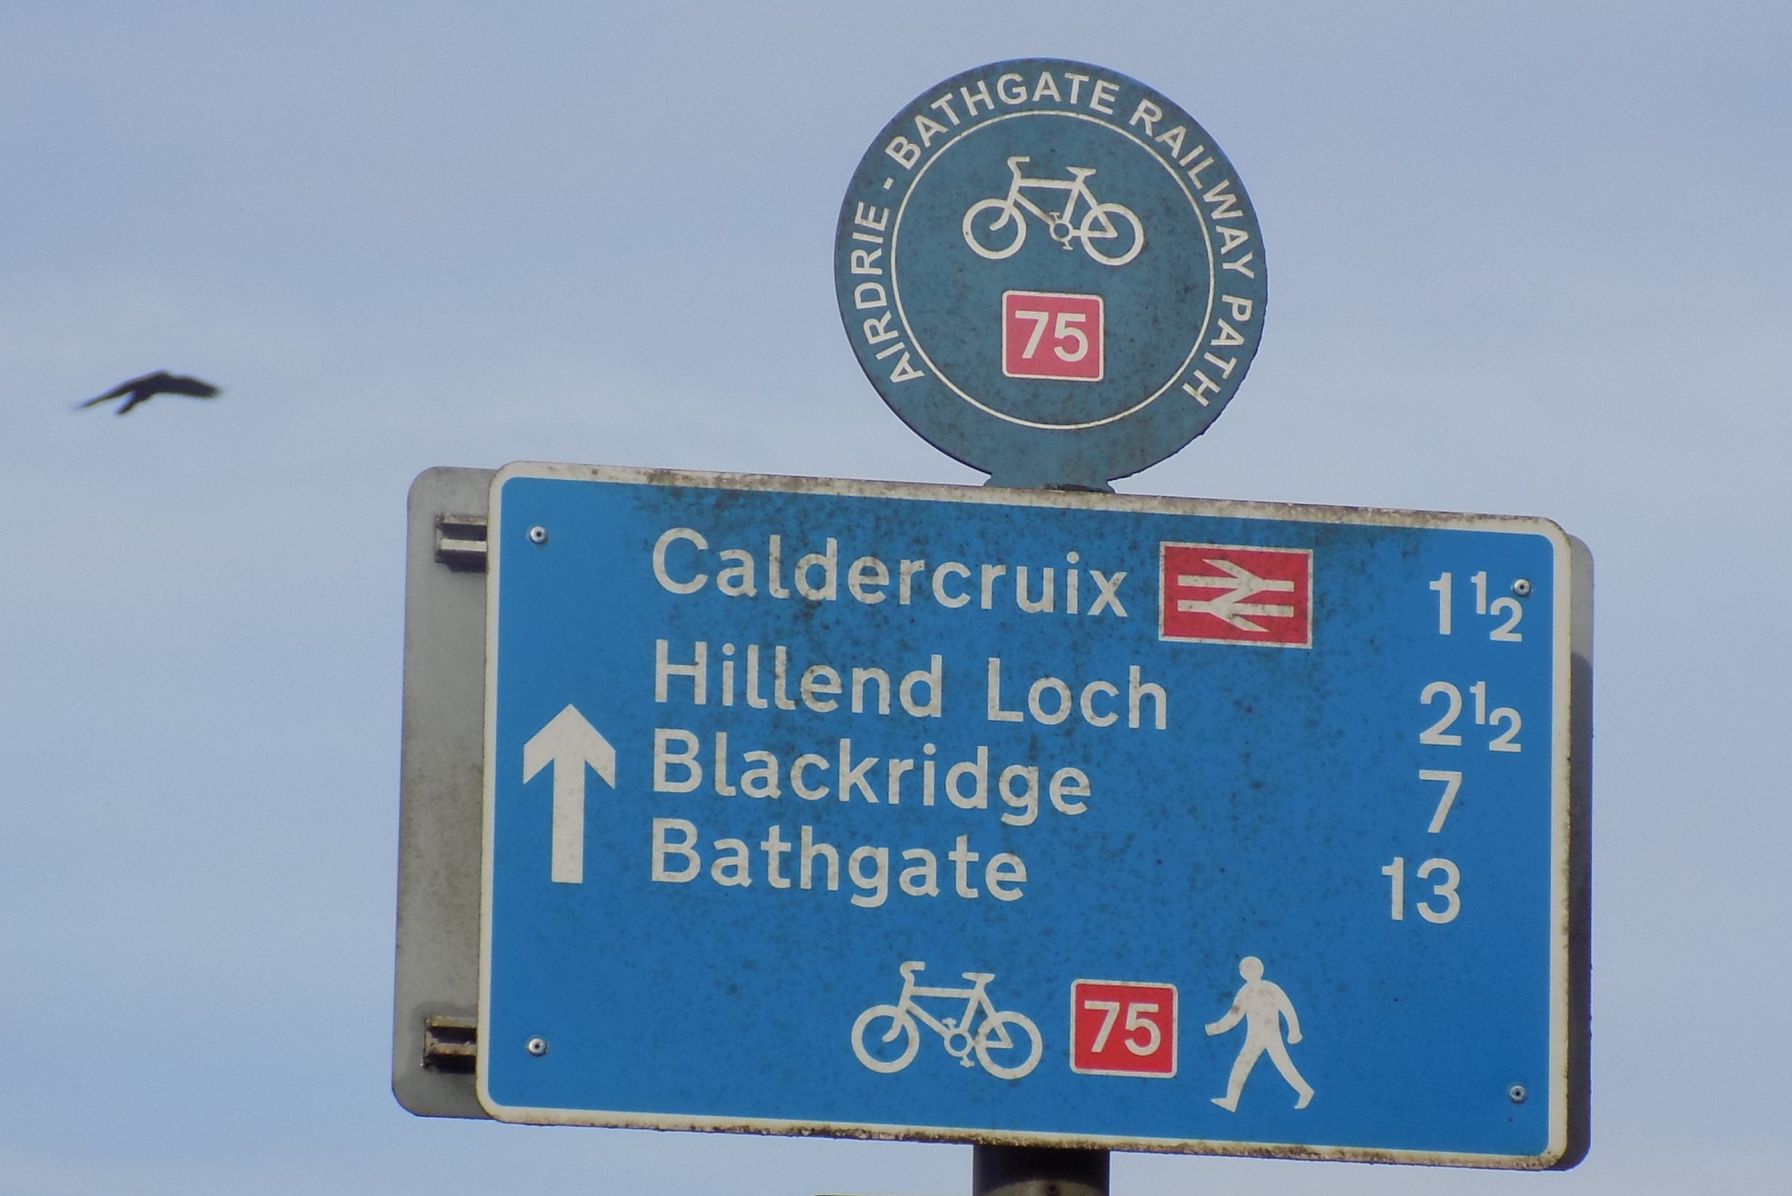 AIRDRIE - BATHGATE RAILWAY PATH
75
Caldercruix 1½
Hillend Loch 2½
Blackridge 7
Bathgate 13
75